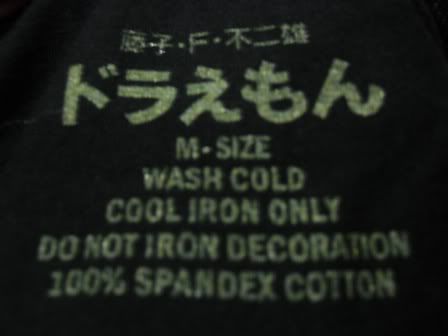 藤子・F・不二雄
ドラえもん
M-SIZE
WASH COLD
COOL IRON ONLY
DO NOT IRON DECORATION
100% SPANDEX COTTON